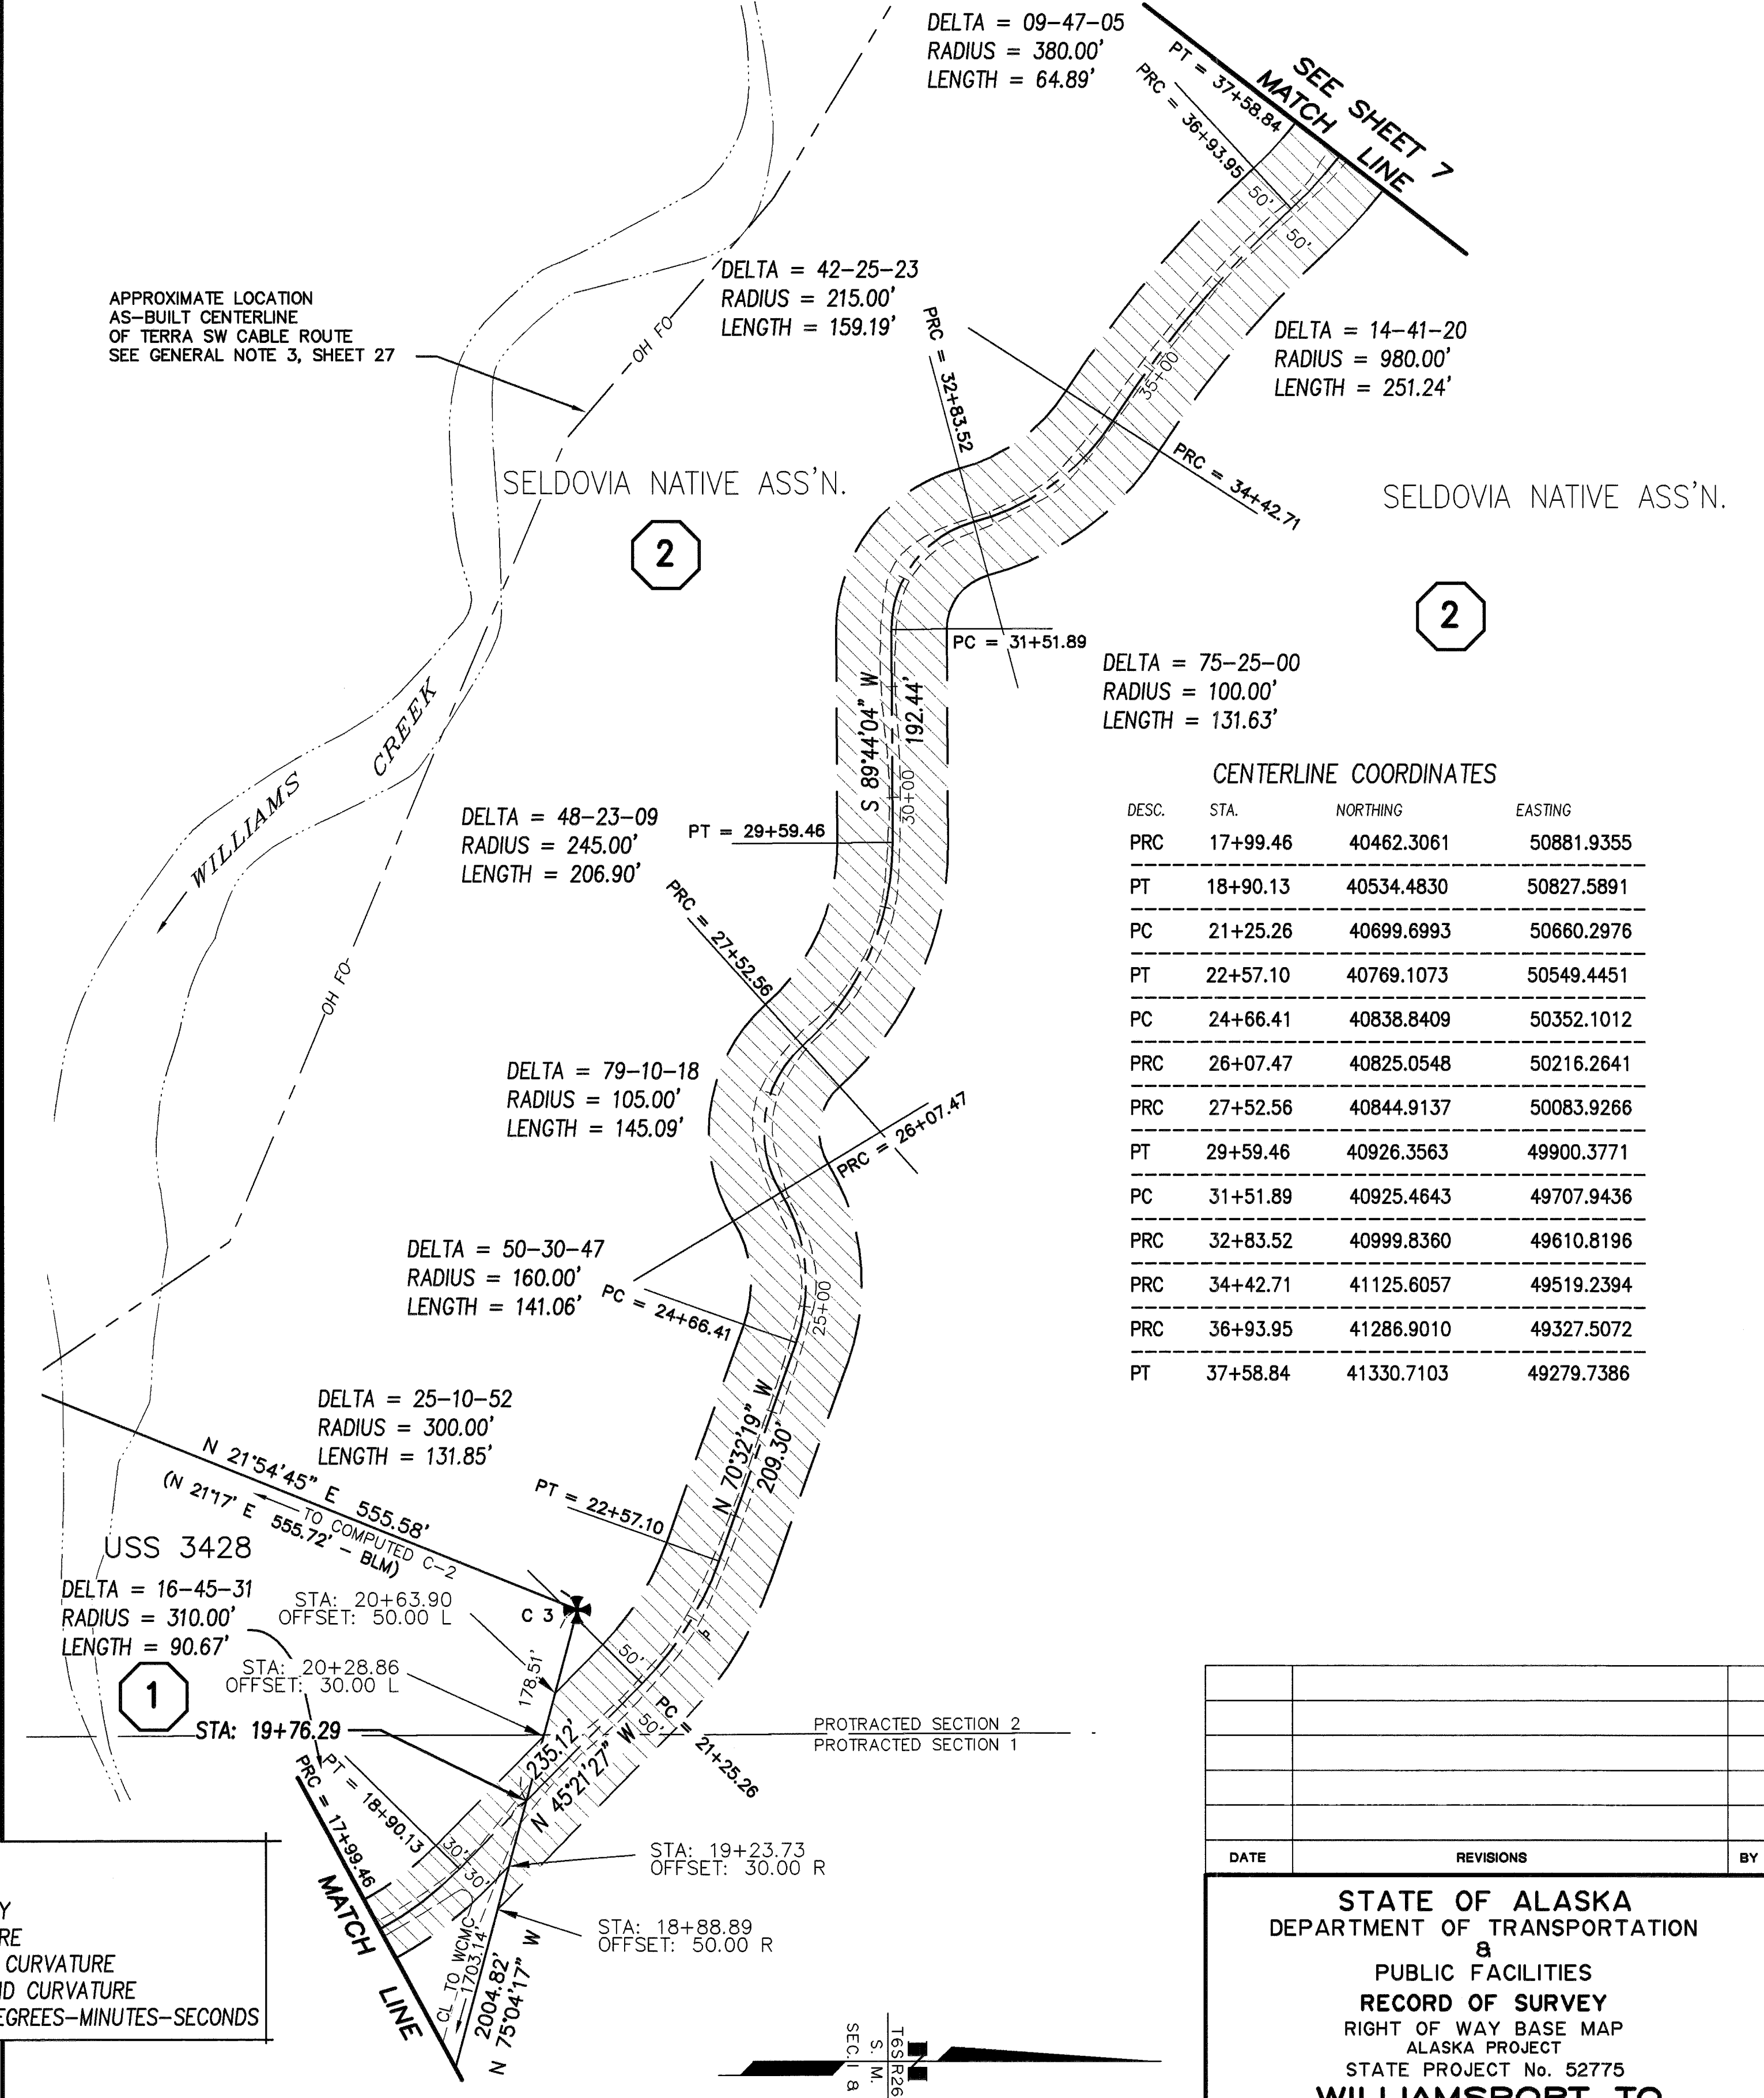 DELTA = 09-47-05
RADIUS = 380.00'
LENGTH = 64.89'
PT = 37+58.84
PRC = 36+93.95
SEE SHEET 7
MATCH LINE
50'
50'
DELTA = 42-25-23
RADIUS = 215.00'
LENGTH = 159.19'
PRC = 32+83.52
APPROXIMATE LOCATION
AS-BUILT CENTERLINE
OF TERRA SW CABLE ROUTE
SEE GENERAL NOTE 3, SHEET 27
OH FO
DELTA = 14-41-20
RADIUS = 980.00'
LENGTH = 251.24'
35+00
PRC = 34+42.71
SELDOVIA NATIVE ASS'N.
2
SELDOVIA NATIVE ASS'N.
2
PC = 31+51.89
DELTA = 75-25-00
RADIUS = 100.00'
LENGTH = 131.63'
S 89°44'04" W
192.44'
30+00
WILLIAMS CREEK
DELTA = 48-23-09
RADIUS = 245.00'
LENGTH = 206.90'
PT = 29+59.46
PRC = 27+52.56
OH FO
CENTERLINE COORDINATES
DESC. STA. NORTHING EASTING
PRC 17+99.46 40462.3061 50881.9355
PT 18+90.13 40534.4830 50827.5891
PC 21+25.26 40699.6993 50660.2976
PT 22+57.10 40769.1073 50549.4451
PC 24+66.41 40838.8409 50352.1012
PRC 26+07.47 40825.0548 50216.2641
PRC 27+52.56 40844.9137 50083.9266
PT 29+59.46 40926.3563 49900.3771
PC 31+51.89 40925.4643 49707.9436
PRC 32+83.52 40999.8360 49610.8196
PRC 34+42.71 41125.6057 49519.2394
PRC 36+93.95 41286.9010 49327.5072
PT 37+58.84 41330.7103 49279.7386
DELTA = 79-10-18
RADIUS = 105.00'
LENGTH = 145.09'
PRC = 26+07.47
DELTA = 50-30-47
RADIUS = 160.00'
LENGTH = 141.06'
PC = 24+66.41
25+00
DELTA = 25-10-52
RADIUS = 300.00'
LENGTH = 131.85'
N 70°32'19" W
209.30'
PT = 22+57.10
N 21°54'45" E 555.58'
(N 21°17' E 555.72' - BLM)
TO COMPUTED C-2
USS 3428
DELTA = 16-45-31
RADIUS = 310.00'
LENGTH = 90.67'
1
STA: 20+63.90
OFFSET: 50.00 L
C 3
P
STA: 20+28.86
OFFSET: 30.00 L
178.51'
50'
50'
PC = 21+25.26
STA: 19+76.29
235.12'
N 45°21'27" W
PROTRACTED SECTION 2
PROTRACTED SECTION 1
PRC = 17+99.46
PT = 18+90.13
30'
30'
STA: 19+23.73
OFFSET: 30.00 R
STA: 18+88.89
OFFSET: 50.00 R
MATCH LINE
CL TO WCMC
1703.14'
2004.82'
N 75°04'17" W
Y
RE
CURVATURE
ND CURVATURE
EGREES-MINUTES-SECONDS
T6S R26
S. M.
SEC. 1 &
DATE REVISIONS BY
STATE OF ALASKA
DEPARTMENT OF TRANSPORTATION
&
PUBLIC FACILITIES
RECORD OF SURVEY
RIGHT OF WAY BASE MAP
ALASKA PROJECT
STATE PROJECT No. 52775
WILLIAMSPORT TO